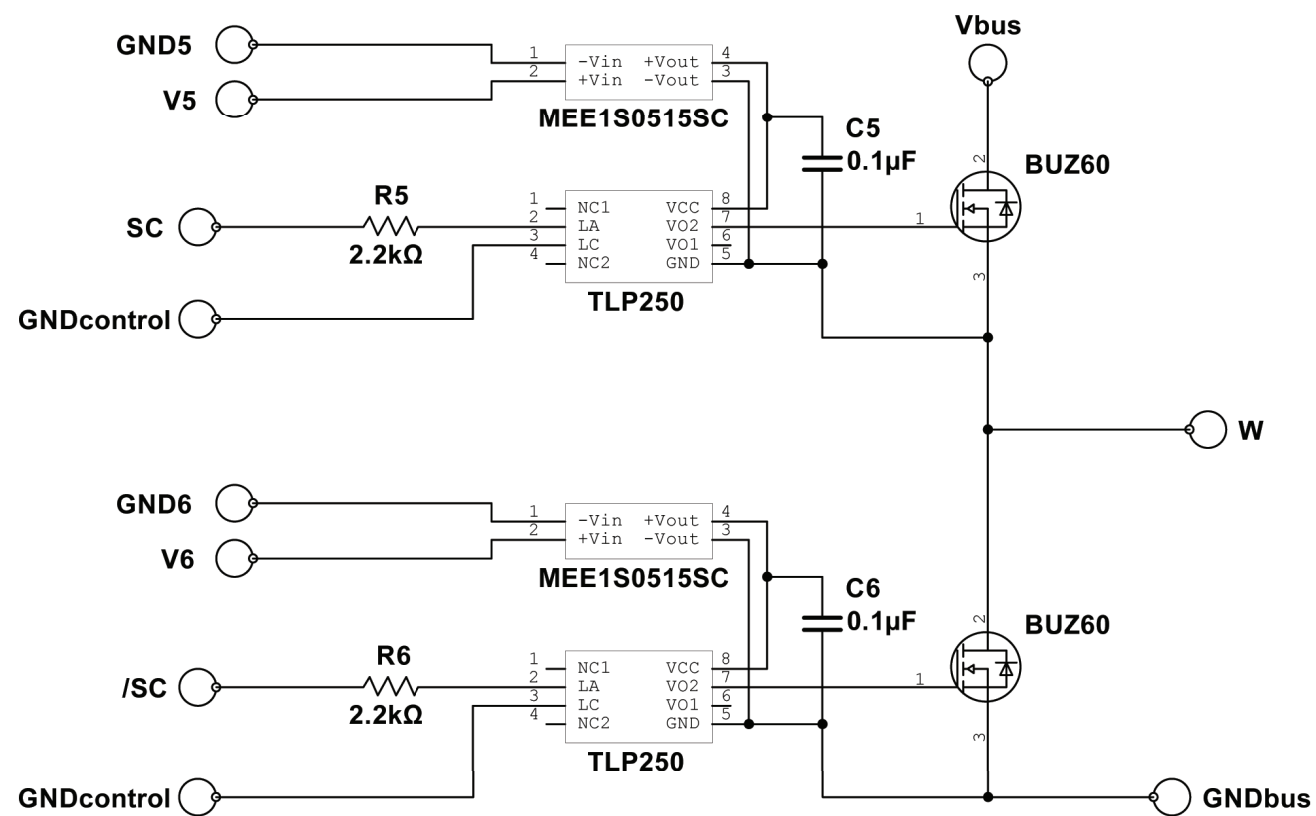 Vbus
GND5
1 -Vin +Vout 4
2 +Vin -Vout 3
V5
MEE1S0515SC
C5
0.1µF
2
BUZ60
R5
1 NC1 VCC 8
SC
2 LA VO2 7
1
3 LC VO1 6
2.2kΩ
4 NC2 GND 5
3
TLP250
GNDcontrol
W
GND6
1 -Vin +Vout 4
2 +Vin -Vout 3
V6
MEE1S0515SC
C6
0.1µF
2
BUZ60
R6
1 NC1 VCC 8
/SC
2 LA VO2 7
1
3 LC VO1 6
2.2kΩ
4 NC2 GND 5
3
TLP250
GNDcontrol
GNDbus